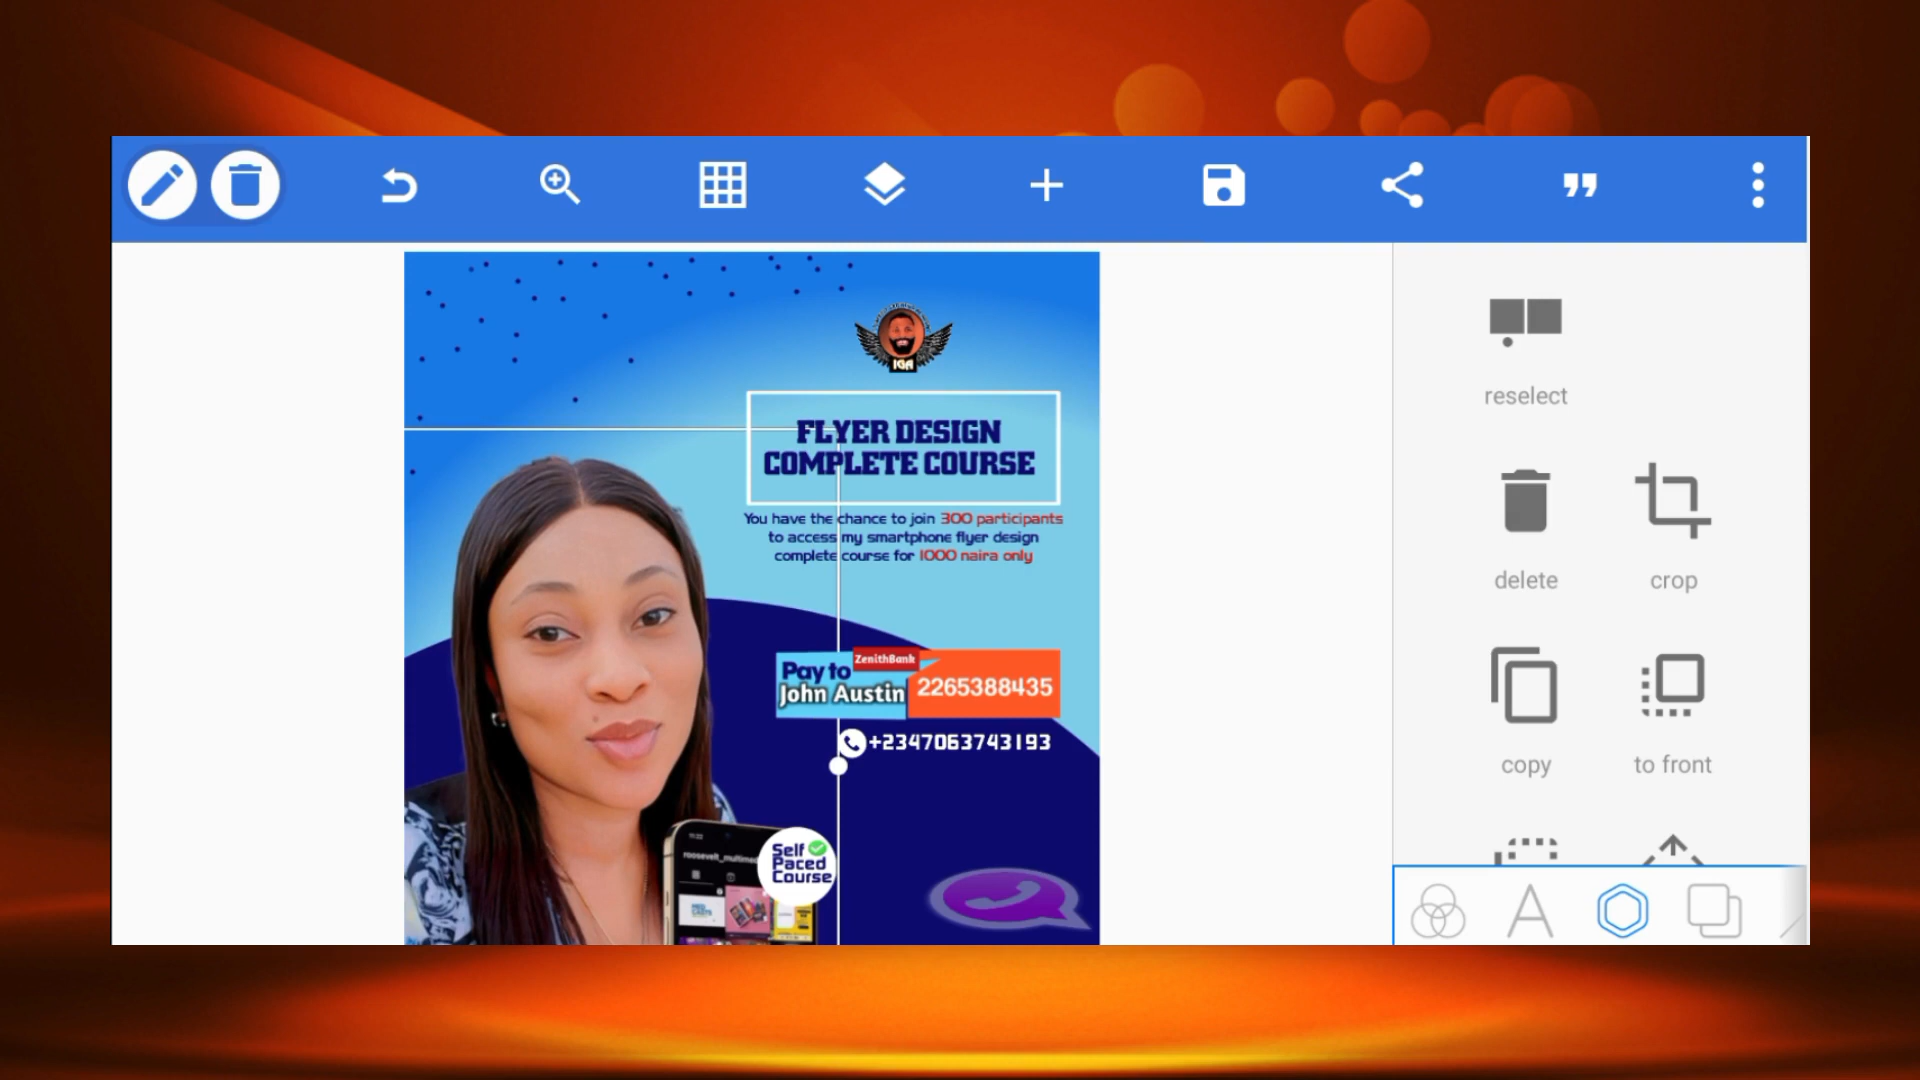 IGA
FLYER DESIGN
COMPLETE COURSE
You have the chance to join 300 participants
to access my smartphone flyer design
complete course for 1000 naira only
ZenithBank
Pay to
John Austin
2265388435
+2347063743193
Self
Paced
Course
reselect
delete
crop
copy
to front